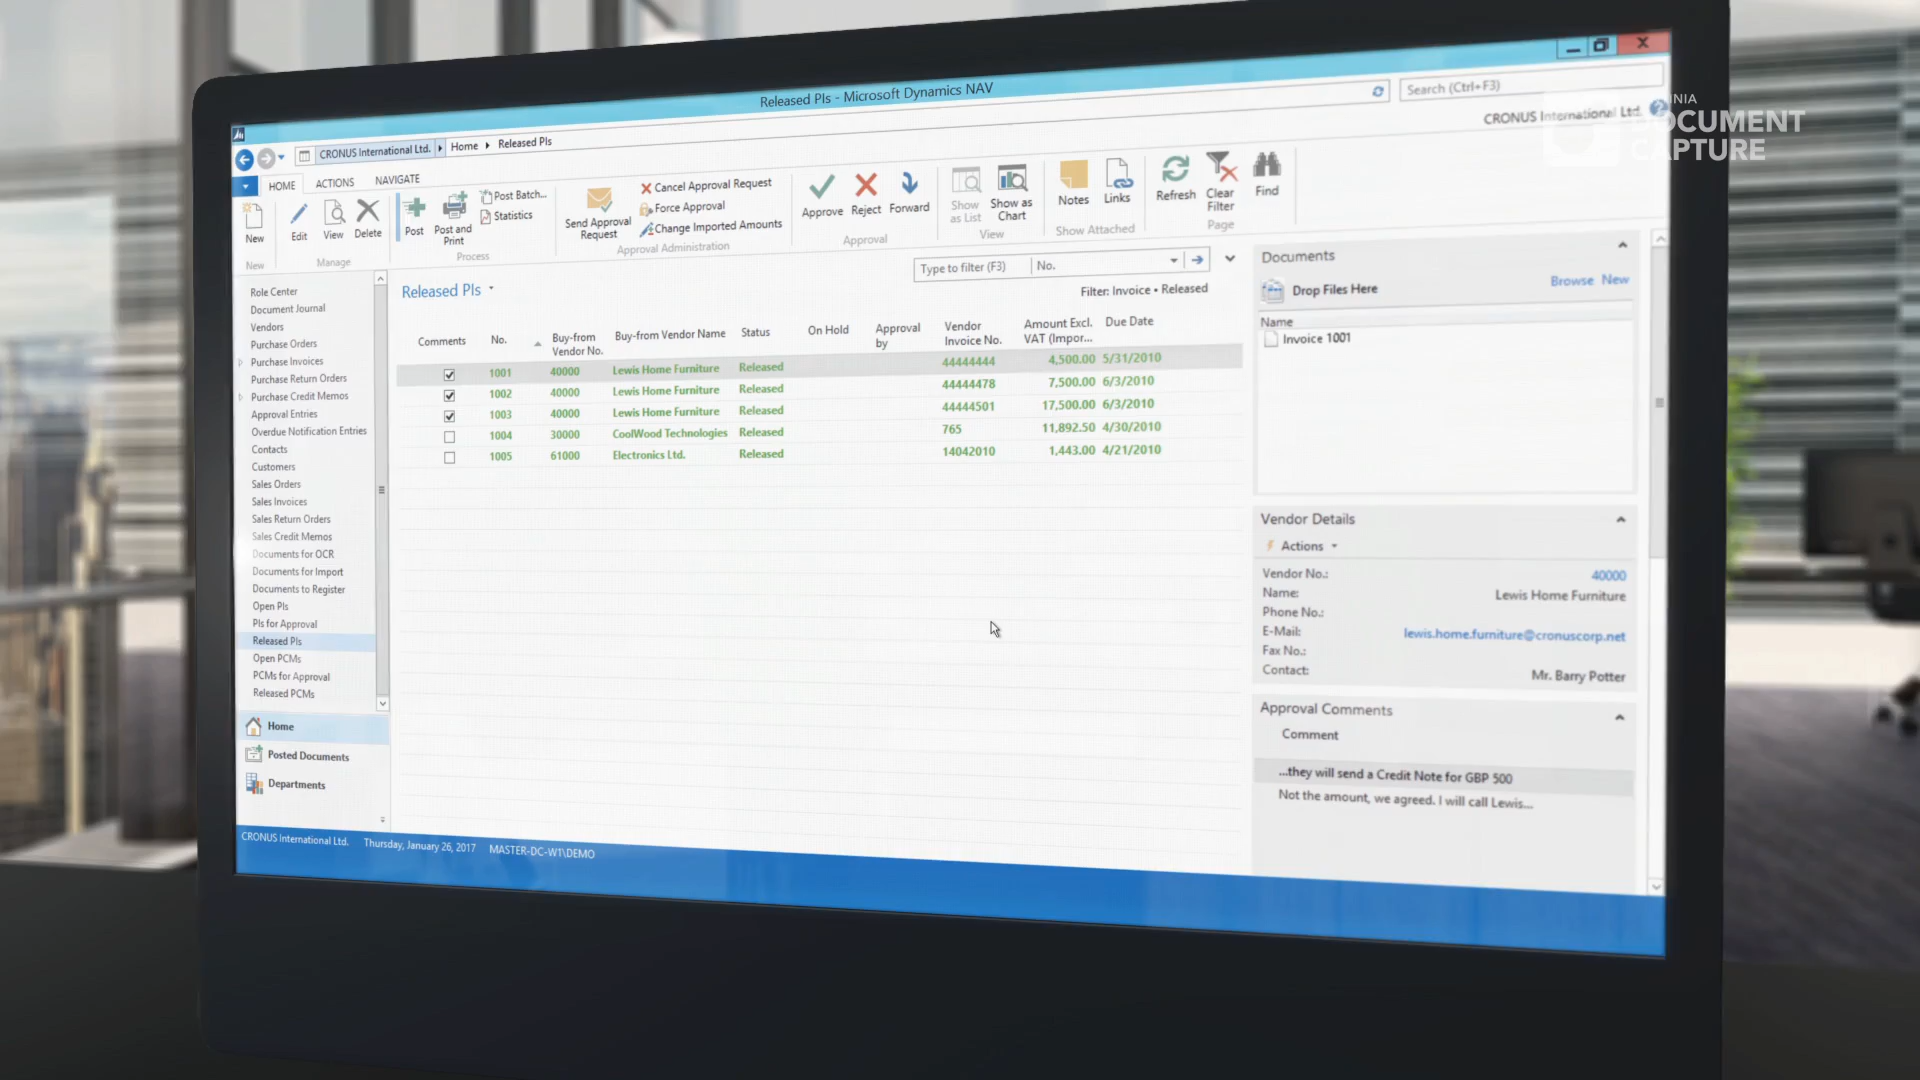 Released PIs - Microsoft Dynamics NAV
CRONUS International Ltd. Home Released PIs
Search (Ctrl+F3)
CRONUS International Ltd.
DOCUMENT
CAPTURE
HOME ACTIONS NAVIGATE
New
New
Edit View Delete
Manage
Post
Post and Print
Post Batch...
Statistics
Process
Send Approval Request
Cancel Approval Request
Force Approval
Change Imported Amounts
Approval Administration
Approve Reject Forward
Approval
Show as List
Show as Chart
View
Notes Links
Show Attached
Refresh
Clear Filter
Find
Page
Role Center
Document Journal
Vendors
Purchase Orders
Purchase Invoices
Purchase Return Orders
Purchase Credit Memos
Approval Entries
Overdue Notification Entries
Contacts
Customers
Sales Orders
Sales Invoices
Sales Return Orders
Sales Credit Memos
Documents for OCR
Documents for Import
Documents to Register
Open PIs
PIs for Approval
Released PIs
Open PCMs
PCMs for Approval
Released PCMs
Home
Posted Documents
Departments
Released PIs
Type to filter (F3) No.
Filter: Invoice • Released
Comments No. Buy-from Vendor No. Buy-from Vendor Name Status On Hold Approval by Vendor Invoice No. Amount Excl. VAT (Impor... Due Date
1001 40000 Lewis Home Furniture Released 44444444 4,500.00 5/31/2010
1002 40000 Lewis Home Furniture Released 44444478 7,500.00 6/3/2010
1003 40000 Lewis Home Furniture Released 44444501 17,500.00 6/3/2010
1004 30000 CoolWood Technologies Released 765 11,892.50 4/30/2010
1005 61000 Electronics Ltd. Released 14042010 1,443.00 4/21/2010
Documents
Drop Files Here Browse New
Name
Invoice 1001
Vendor Details
Actions
Vendor No.: 40000
Name: Lewis Home Furniture
Phone No.:
E-Mail: lewis.home.furniture@cronuscorp.net
Fax No.:
Contact: Mr. Barry Potter
Approval Comments
Comment
...they will send a Credit Note for GBP 500
Not the amount, we agreed. I will call Lewis...
CRONUS International Ltd. Thursday, January 26, 2017 MASTER-DC-W1\DEMO